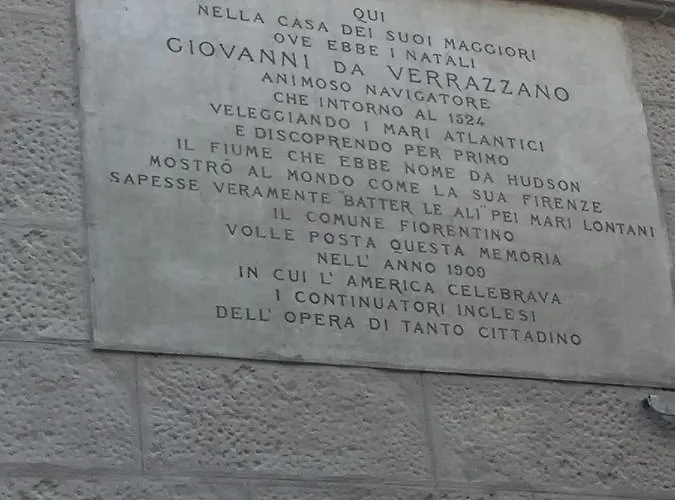 QUI
NELLA CASA DEI SUOI MAGGIORI
OVE EBBE I NATALI
GIOVANNI DA VERRAZZANO
ANIMOSO NAVIGATORE
CHE INTORNO AL 1524
VELEGGIANDO I MARI ATLANTICI
E DISCOPRENDO PER PRIMO
IL FIUME CHE EBBE NOME DA HUDSON
MOSTRÓ AL MONDO COME LA SUA FIRENZE
SAPESSE VERAMENTE "BATTER LE ALI" PEI MARI LONTANI
IL COMUNE FIORENTINO
VOLLE POSTA QUESTA MEMORIA
NELL' ANNO 1909
IN CUI L' AMERICA CELEBRAVA
I CONTINUATORI INGLESI
DELL' OPERA DI TANTO CITTADINO